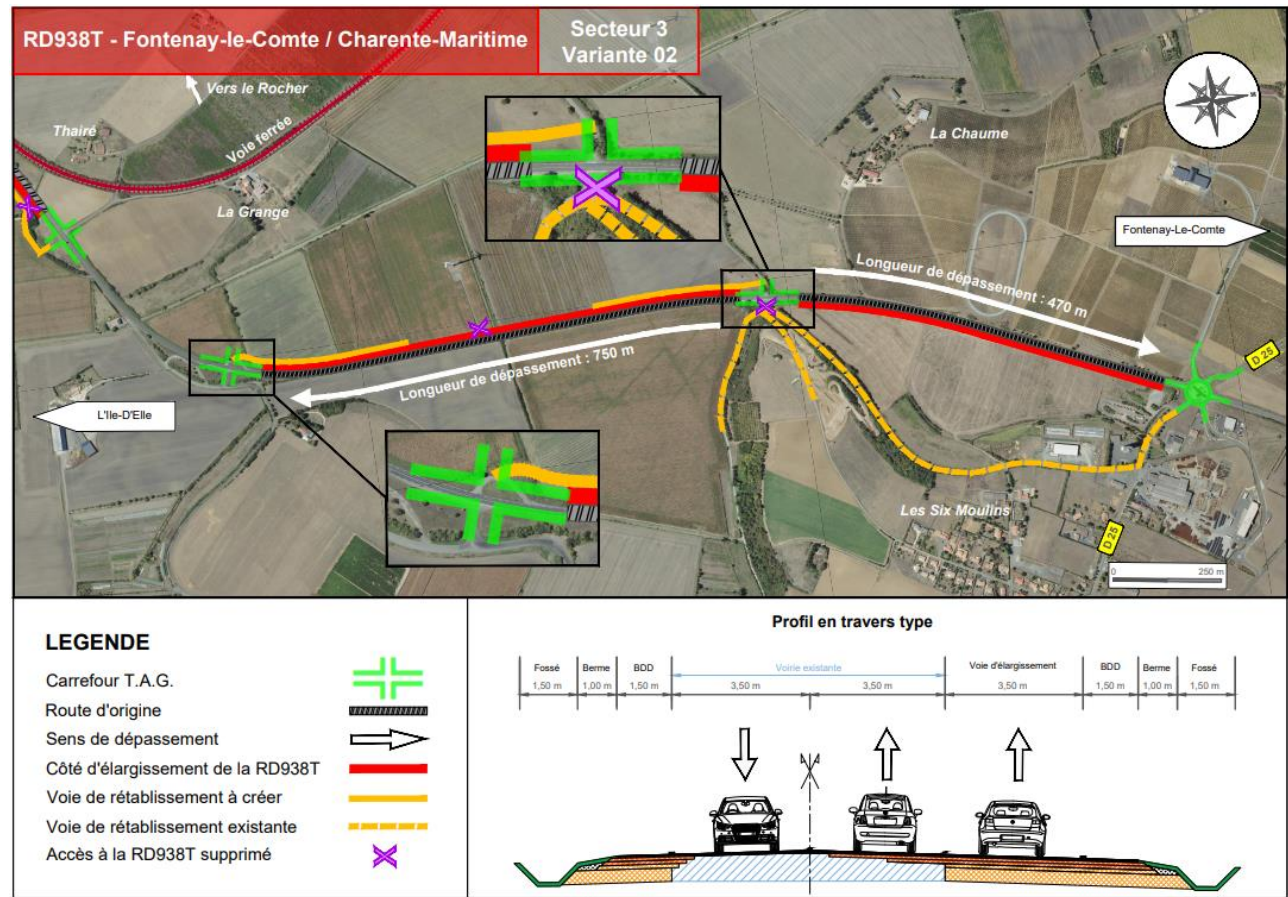 RD938T - Fontenay-le-Comte / Charente-Maritime
Secteur 3
Variante 02
Vers le Rocher
Thairé
Voie ferrée
La Grange
La Chaume
Fontenay-Le-Comte
Longueur de dépassement : 470 m
Longueur de dépassement : 750 m
D 25
L'Ile-D'Elle
Les Six Moulins
D 25
0
250 m
LEGENDE
Carrefour T.A.G.
Route d'origine
Sens de dépassement
Côté d'élargissement de la RD938T
Voie de rétablissement à créer
Voie de rétablissement existante
Accès à la RD938T supprimé
Profil en travers type
Fossé Berme BDD Voirie existante Voie d'élargissement BDD Berme Fossé
1,50 m 1,00 m 1,50 m 3,50 m 3,50 m 3,50 m 1,50 m 1,00 m 1,50 m